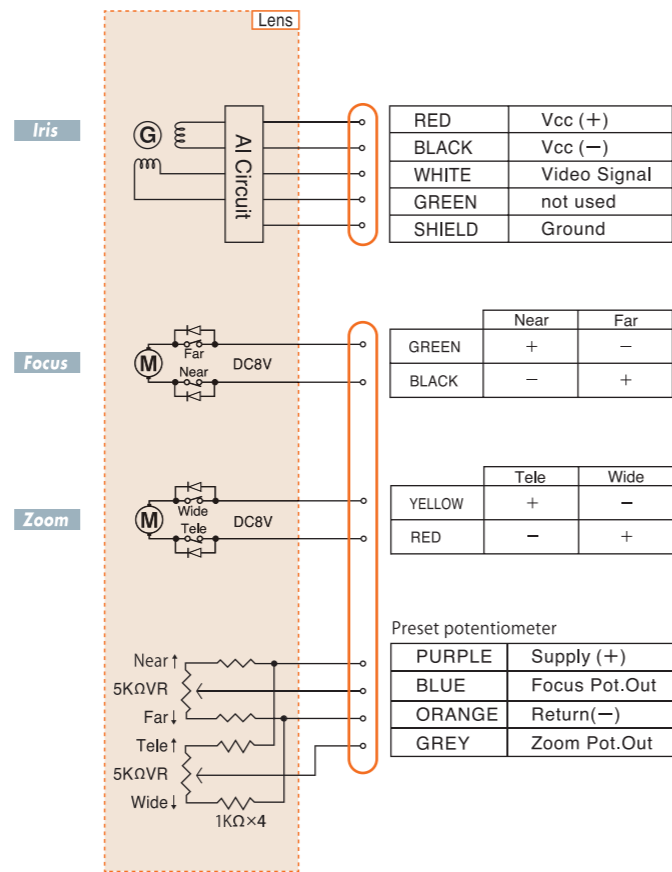 Lens
Iris
G
AI Circuit
RED Vcc (+)
BLACK Vcc (−)
WHITE Video Signal
GREEN not used
SHIELD Ground
Focus
M
Far
Near
DC8V
Near Far
GREEN + −
BLACK − +
Zoom
M
Wide
Tele
DC8V
Tele Wide
YELLOW + −
RED − +
Near↑
5KΩVR
Far↓
Tele↑
5KΩVR
Wide↓
1KΩ×4
Preset potentiometer
PURPLE Supply (+)
BLUE Focus Pot.Out
ORANGE Return(−)
GREY Zoom Pot.Out